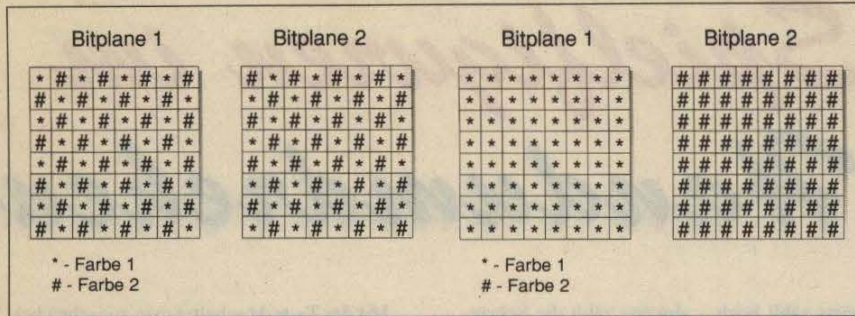 Bitplane 1 Bitplane 2 Bitplane 1 Bitplane 2
* # * # * # * # # * # * # * # * * * * * * * * * # # # # # # # #
# * # * # * # * * # * # * # * # * * * * * * * * # # # # # # # #
* # * # * # * # # * # * # * # * * * * * * * * * # # # # # # # #
# * # * # * # * * # * # * # * # * * * * * * * * # # # # # # # #
* # * # * # * # # * # * # * # * * * * * * * * * # # # # # # # #
# * # * # * # * * # * # * # * # * * * * * * * * # # # # # # # #
* # * # * # * # # * # * # * # * * * * * * * * * # # # # # # # #
# * # * # * # * * # * # * # * # * * * * * * * * # # # # # # # #
* - Farbe 1 * - Farbe 1
# - Farbe 2 # - Farbe 2